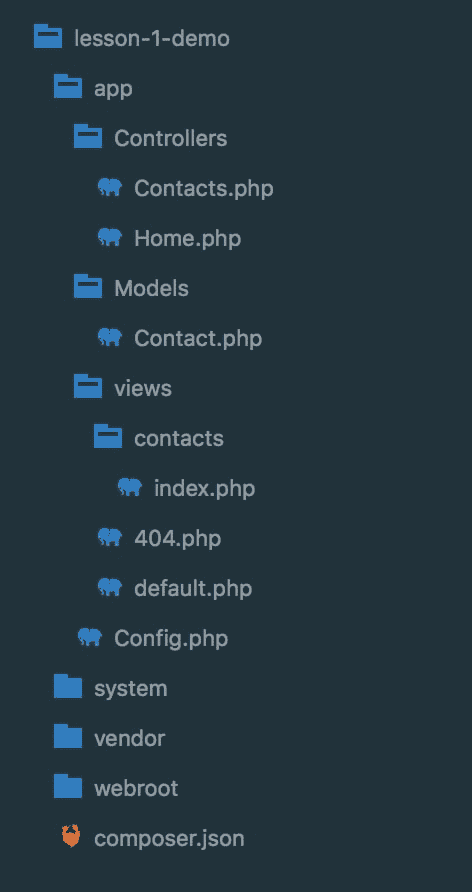 lesson-1-demo
app
Controllers
Contacts.php
Home.php
Models
Contact.php
views
contacts
index.php
404.php
default.php
Config.php
system
vendor
webroot
composer.json